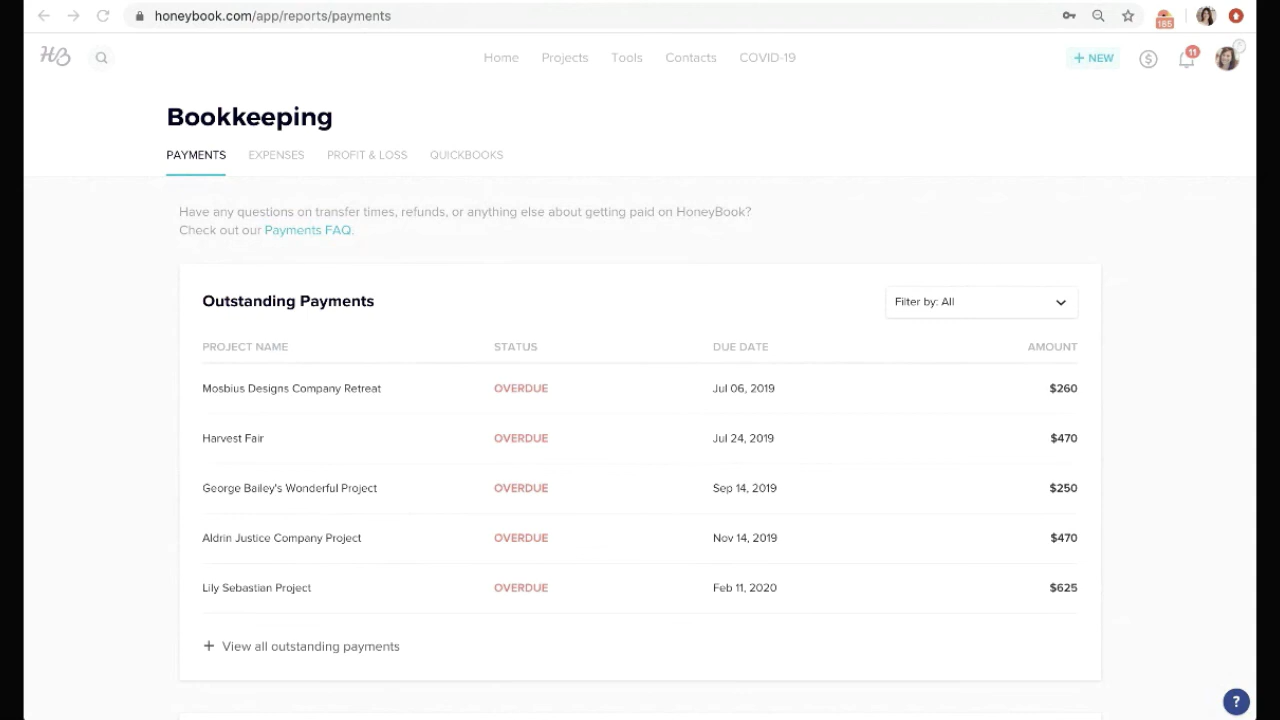 honeybook.com/app/reports/payments
185
HB
Home Projects Tools Contacts COVID-19
+ NEW
$
11
Bookkeeping
PAYMENTS EXPENSES PROFIT & LOSS QUICKBOOKS
Have any questions on transfer times, refunds, or anything else about getting paid on HoneyBook?
Check out our Payments FAQ.
Outstanding Payments
Filter by: All
PROJECT NAME STATUS DUE DATE AMOUNT
Mosbius Designs Company Retreat OVERDUE Jul 06, 2019 $260
Harvest Fair OVERDUE Jul 24, 2019 $470
George Bailey's Wonderful Project OVERDUE Sep 14, 2019 $250
Aldrin Justice Company Project OVERDUE Nov 14, 2019 $470
Lily Sebastian Project OVERDUE Feb 11, 2020 $625
+ View all outstanding payments
?